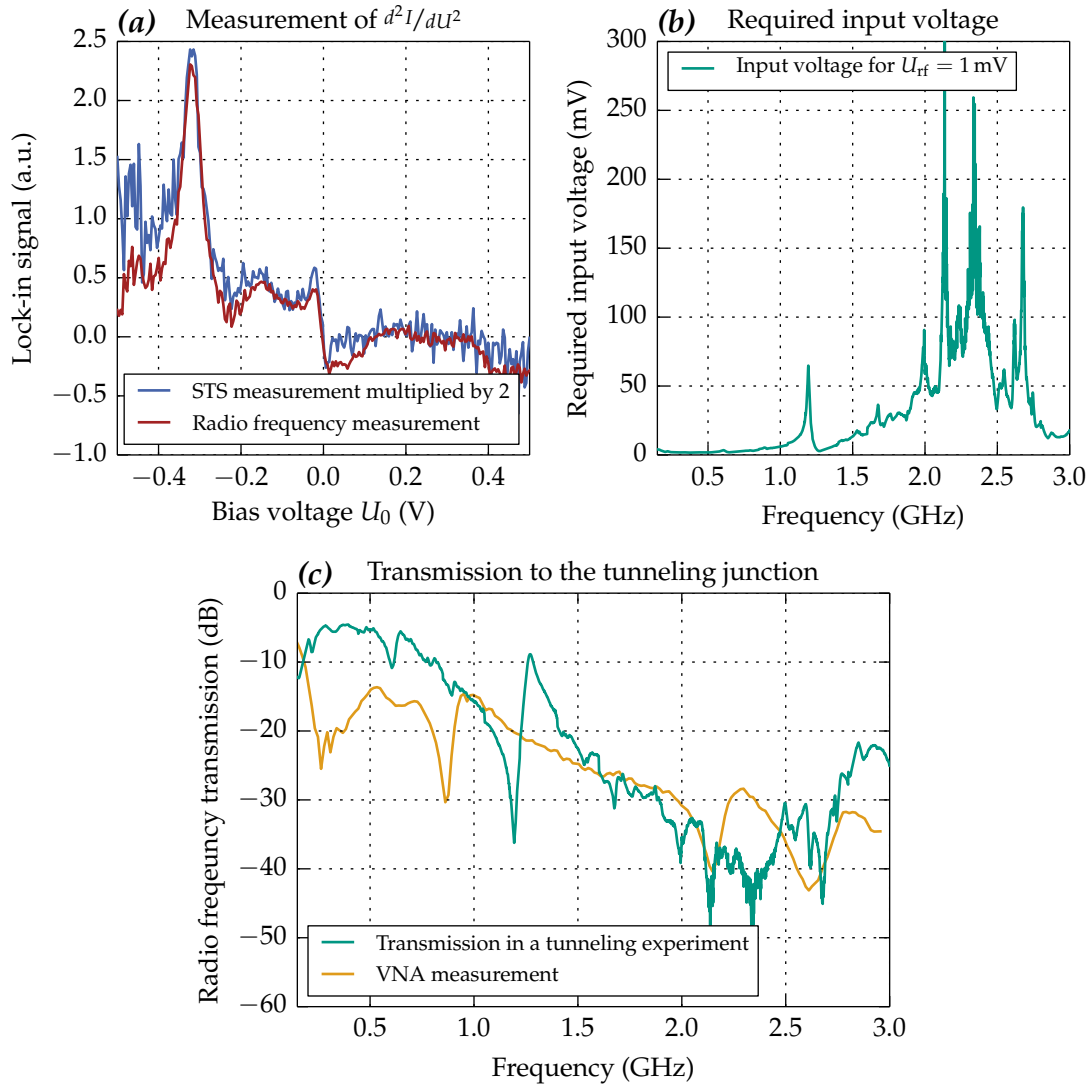 (a) Measurement of d²I/dU²
2.5
2.0
1.5
1.0
0.5
0.0
−0.5
−1.0
Lock-in signal (a.u.)
STS measurement multiplied by 2
Radio frequency measurement
−0.4 −0.2 0.0 0.2 0.4
Bias voltage U₀ (V)
(b) Required input voltage
300
250
200
150
100
50
0
Required input voltage (mV)
Input voltage for Urf = 1 mV
0.5 1.0 1.5 2.0 2.5 3.0
Frequency (GHz)
(c) Transmission to the tunneling junction
0
−10
−20
−30
−40
−50
−60
Radio freqeuncy transmission (dB)
Transmission in a tunneling experiment
VNA measurement
0.5 1.0 1.5 2.0 2.5 3.0
Frequency (GHz)